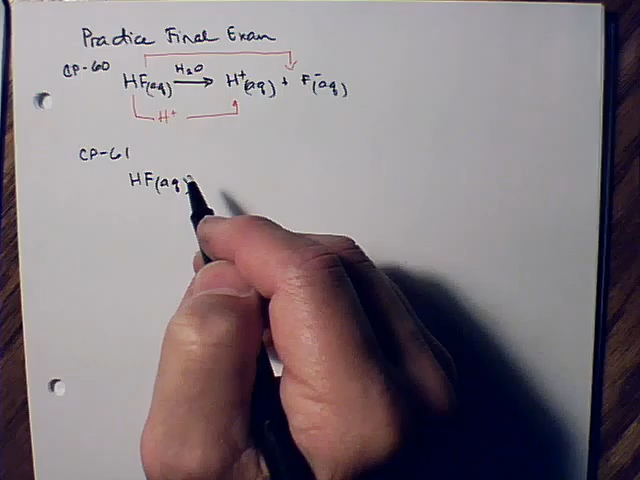 Practice Final Exam
CP-60 HF(aq) H₂O → H⁺(aq) + F⁻(aq)
H⁺
CP-61
HF(aq)